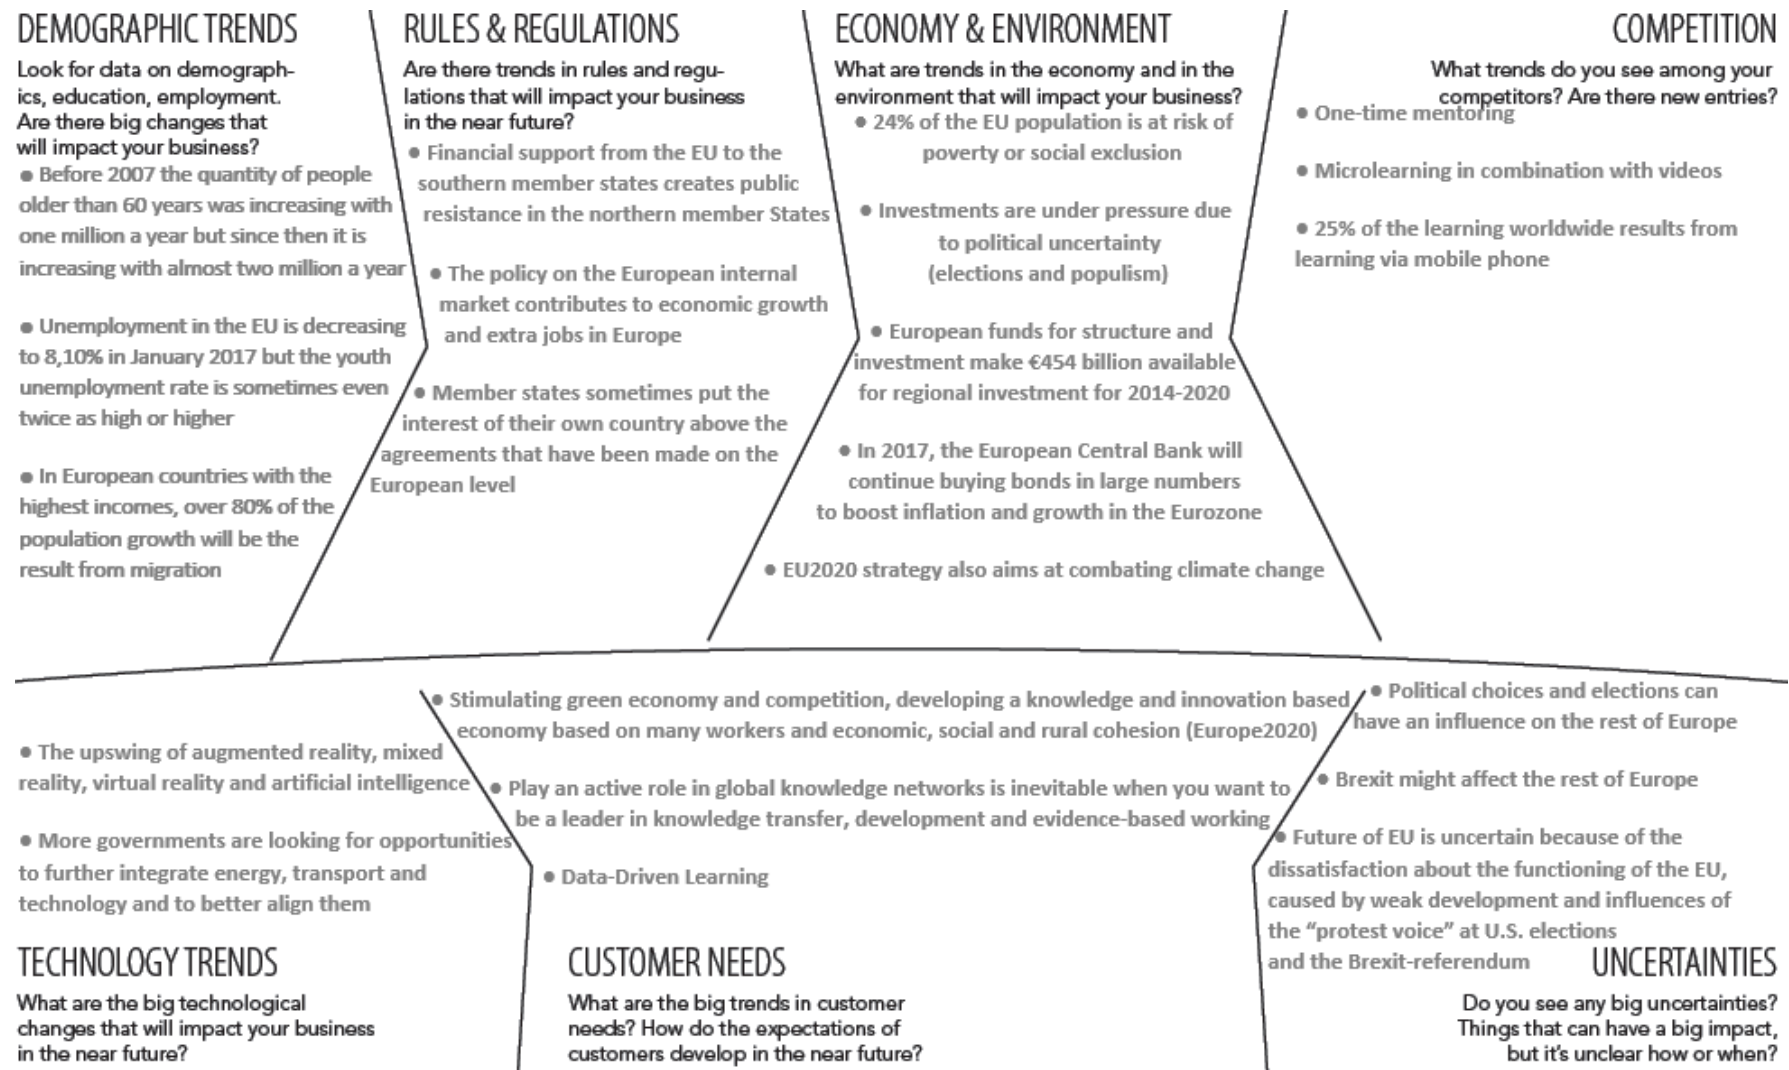 DEMOGRAPHIC TRENDS
Look for data on demograph-
ics, education, employment.
Are there big changes that
will impact your business?
● Before 2007 the quantity of people
older than 60 years was increasing with
one million a year but since then it is
increasing with almost two million a year
● Unemployment in the EU is decreasing
to 8,10% in January 2017 but the youth
unemployment rate is sometimes even
twice as high or higher
● In European countries with the
highest incomes, over 80% of the
population growth will be the
result from migration
RULES & REGULATIONS
Are there trends in rules and regu-
lations that will impact your business
in the near future?
● Financial support from the EU to the
southern member states creates public
resistance in the northern member States
● The policy on the European internal
market contributes to economic growth
and extra jobs in Europe
● Member states sometimes put the
interest of their own country above the
agreements that have been made on the
European level
ECONOMY & ENVIRONMENT
What are trends in the economy and in the
environment that will impact your business?
● 24% of the EU population is at risk of
poverty or social exclusion
● Investments are under pressure due
to political uncertainty
(elections and populism)
● European funds for structure and
investment make €454 billion available
for regional investment for 2014-2020
● In 2017, the European Central Bank will
continue buying bonds in large numbers
to boost inflation and growth in the Eurozone
● EU2020 strategy also aims at combating climate change
COMPETITION
What trends do you see among your
competitors? Are there new entries?
● One-time mentoring
● Microlearning in combination with videos
● 25% of the learning worldwide results from
learning via mobile phone
● The upswing of augmented reality, mixed
reality, virtual reality and artificial intelligence
● More governments are looking for opportunities
to further integrate energy, transport and
technology and to better align them
TECHNOLOGY TRENDS
What are the big technological
changes that will impact your business
in the near future?
● Stimulating green economy and competition, developing a knowledge and innovation based
economy based on many workers and economic, social and rural cohesion (Europe2020)
● Play an active role in global knowledge networks is inevitable when you want to
be a leader in knowledge transfer, development and evidence-based working
● Data-Driven Learning
CUSTOMER NEEDS
What are the big trends in customer
needs? How do the expectations of
customers develop in the near future?
● Political choices and elections can
have an influence on the rest of Europe
● Brexit might affect the rest of Europe
● Future of EU is uncertain because of the
dissatisfaction about the functioning of the EU,
caused by weak development and influences of
the “protest voice” at U.S. elections
and the Brexit-referendum
UNCERTAINTIES
Do you see any big uncertainties?
Things that can have a big impact,
but it's unclear how or when?